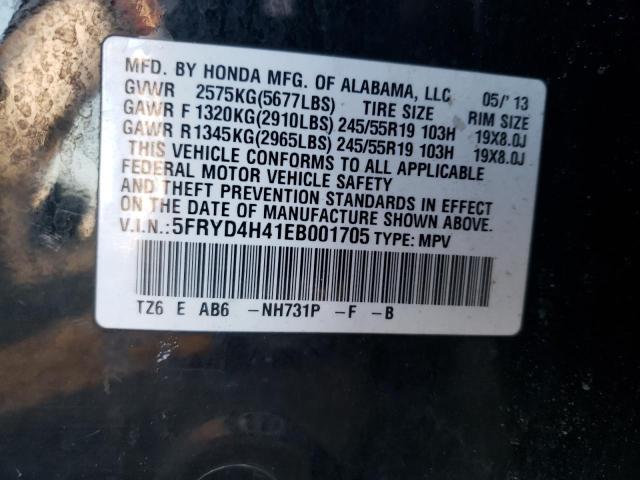 MFD. BY HONDA MFG. OF ALABAMA, LLC 05/'13
GVWR 2575KG(5677LBS) TIRE SIZE RIM SIZE
GAWR F 1320KG(2910LBS) 245/55R19 103H 19X8.0J
GAWR R1345KG(2965LBS) 245/55R19 103H 19X8.0J
THIS VEHICLE CONFORMS TO ALL APPLICABLE
FEDERAL MOTOR VEHICLE SAFETY
AND THEFT PREVENTION STANDARDS IN EFFECT
ON THE DATE OF MANUFACTURE SHOWN ABOVE.
V.I.N.:5FRYD4H41EB001705 TYPE: MPV
TZ6 E AB6 -NH731P -F -B